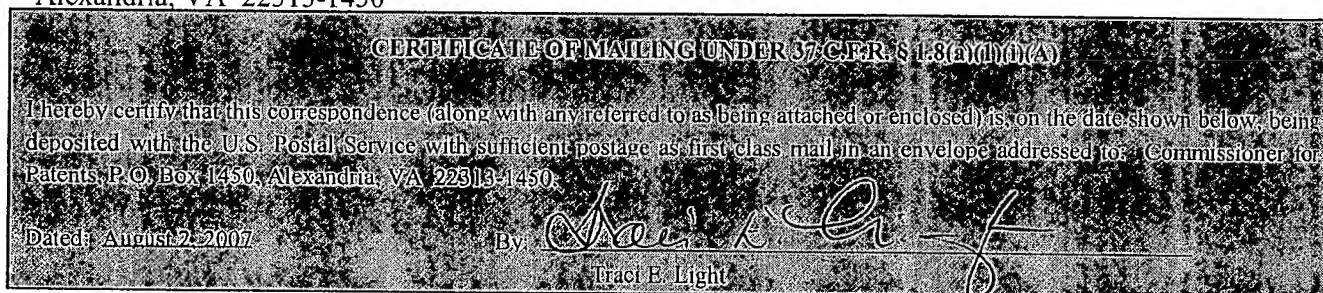 Alexandria, VA 22313-1450
CERTIFICATE OF MAILING UNDER 37 C.F.R. § 1.8(a)(1)(i)(A)
I hereby certify that this correspondence (along with any referred to as being attached or enclosed) is, on the date shown below, being
deposited with the U.S. Postal Service with sufficient postage as first class mail in an envelope addressed to: Commissioner for
Patents, P.O. Box 1450, Alexandria, VA 22313-1450.
Dated: August 2, 2007 By
Traci E. Light